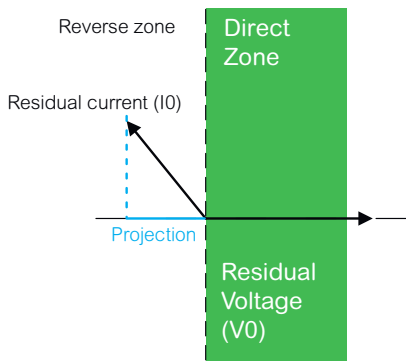 Reverse zone
Direct
Zone
Residual current (I0)
Projection
Residual
Voltage
(V0)